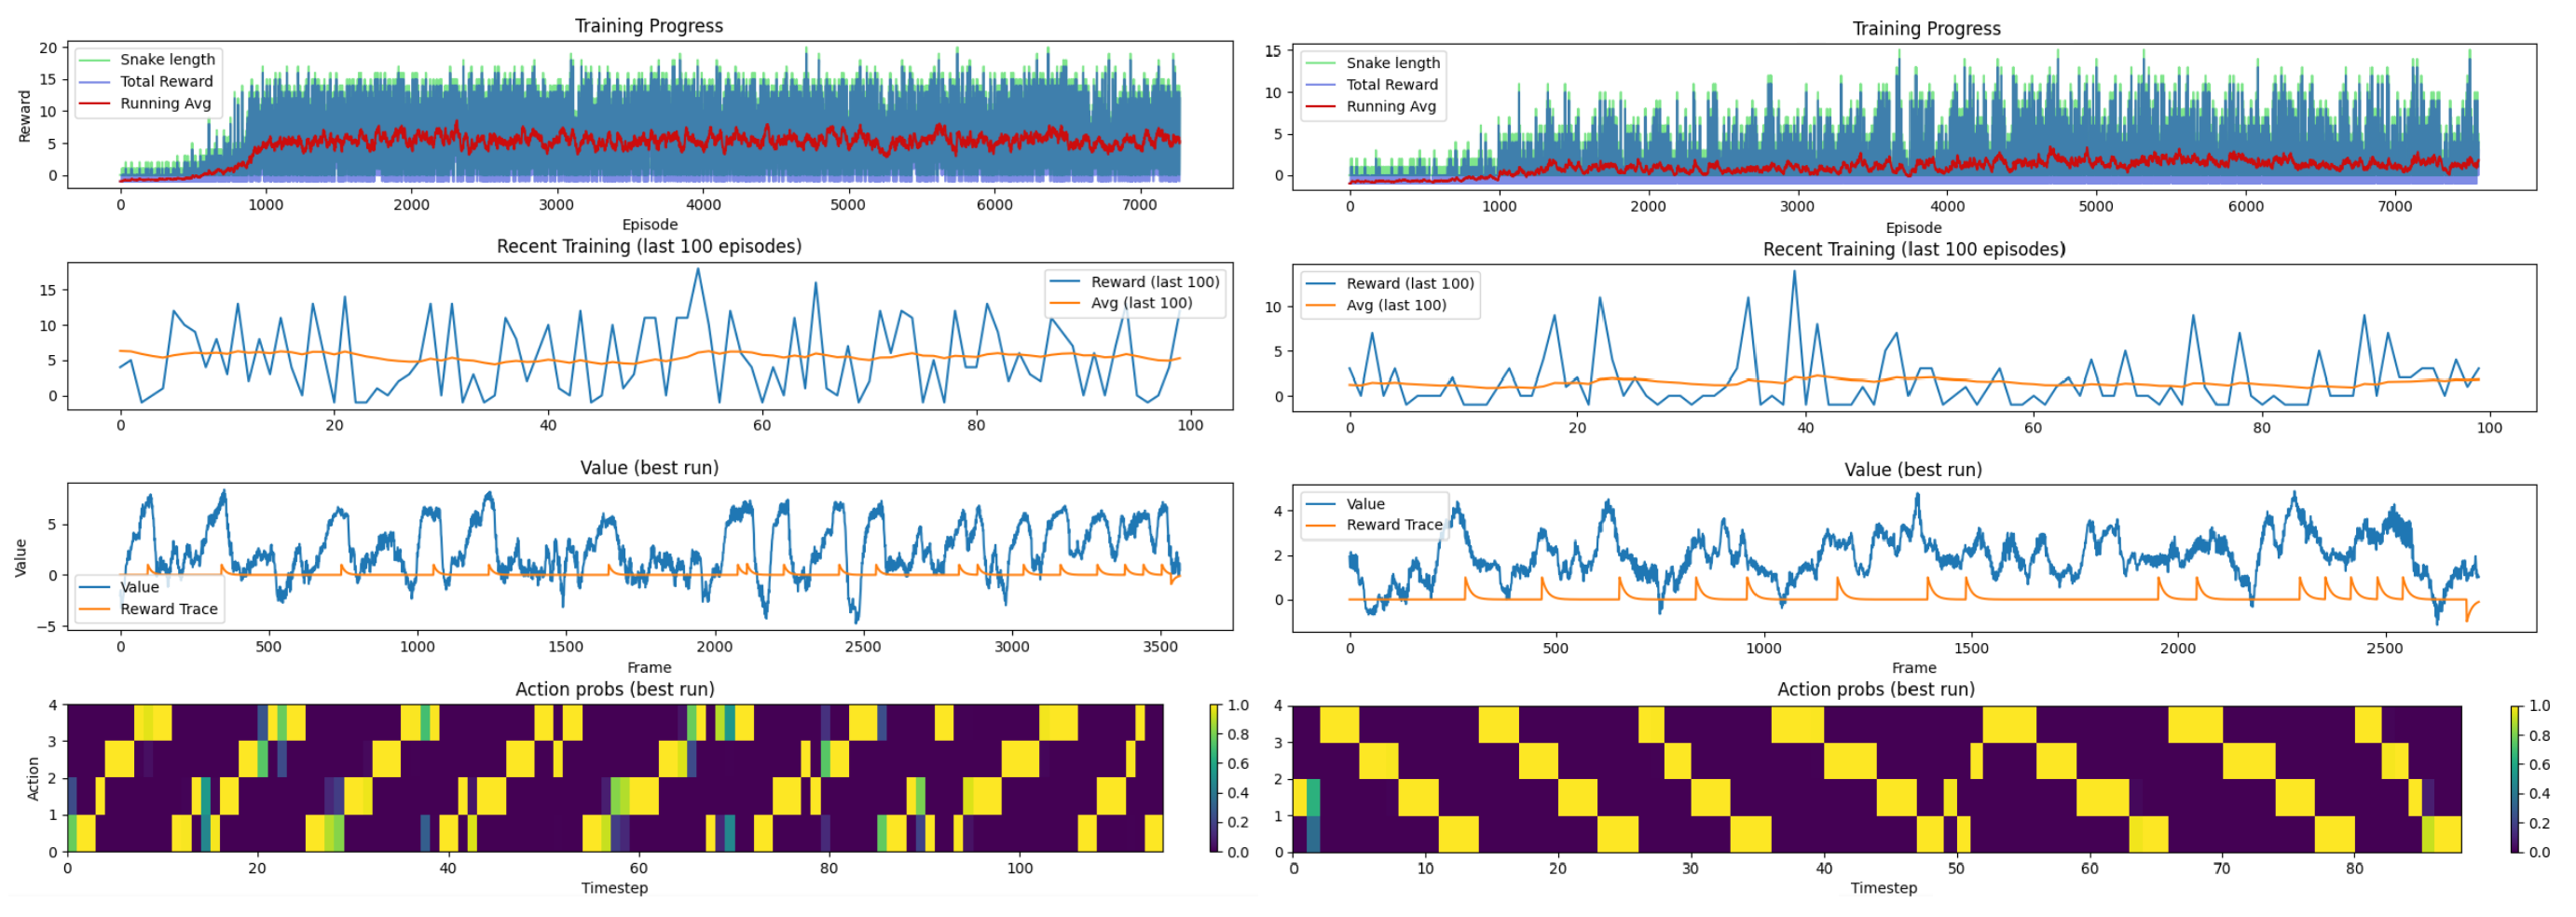 Training Progress
20
15
10
5
0
Reward
Snake length
Total Reward
Running Avg
0 1000 2000 3000 4000 5000 6000 7000
Episode
Recent Training (last 100 episodes)
15
10
5
0
Reward (last 100)
Avg (last 100)
0 20 40 60 80 100
Value (best run)
5
0
−5
Value
Value
Reward Trace
0 500 1000 1500 2000 2500 3000 3500
Frame
Action probs (best run)
4
3
2
1
0
Action
0 20 40 60 80 100
Timestep
1.0
0.8
0.6
0.4
0.2
0.0
Training Progress
15
10
5
0
Snake length
Total Reward
Running Avg
0 1000 2000 3000 4000 5000 6000 7000
Episode
Recent Training (last 100 episodes)
10
5
0
Reward (last 100)
Avg (last 100)
0 20 40 60 80 100
Value (best run)
4
2
0
Value
Reward Trace
0 500 1000 1500 2000 2500
Frame
Action probs (best run)
4
3
2
1
0
0 10 20 30 40 50 60 70 80
Timestep
1.0
0.8
0.6
0.4
0.2
0.0